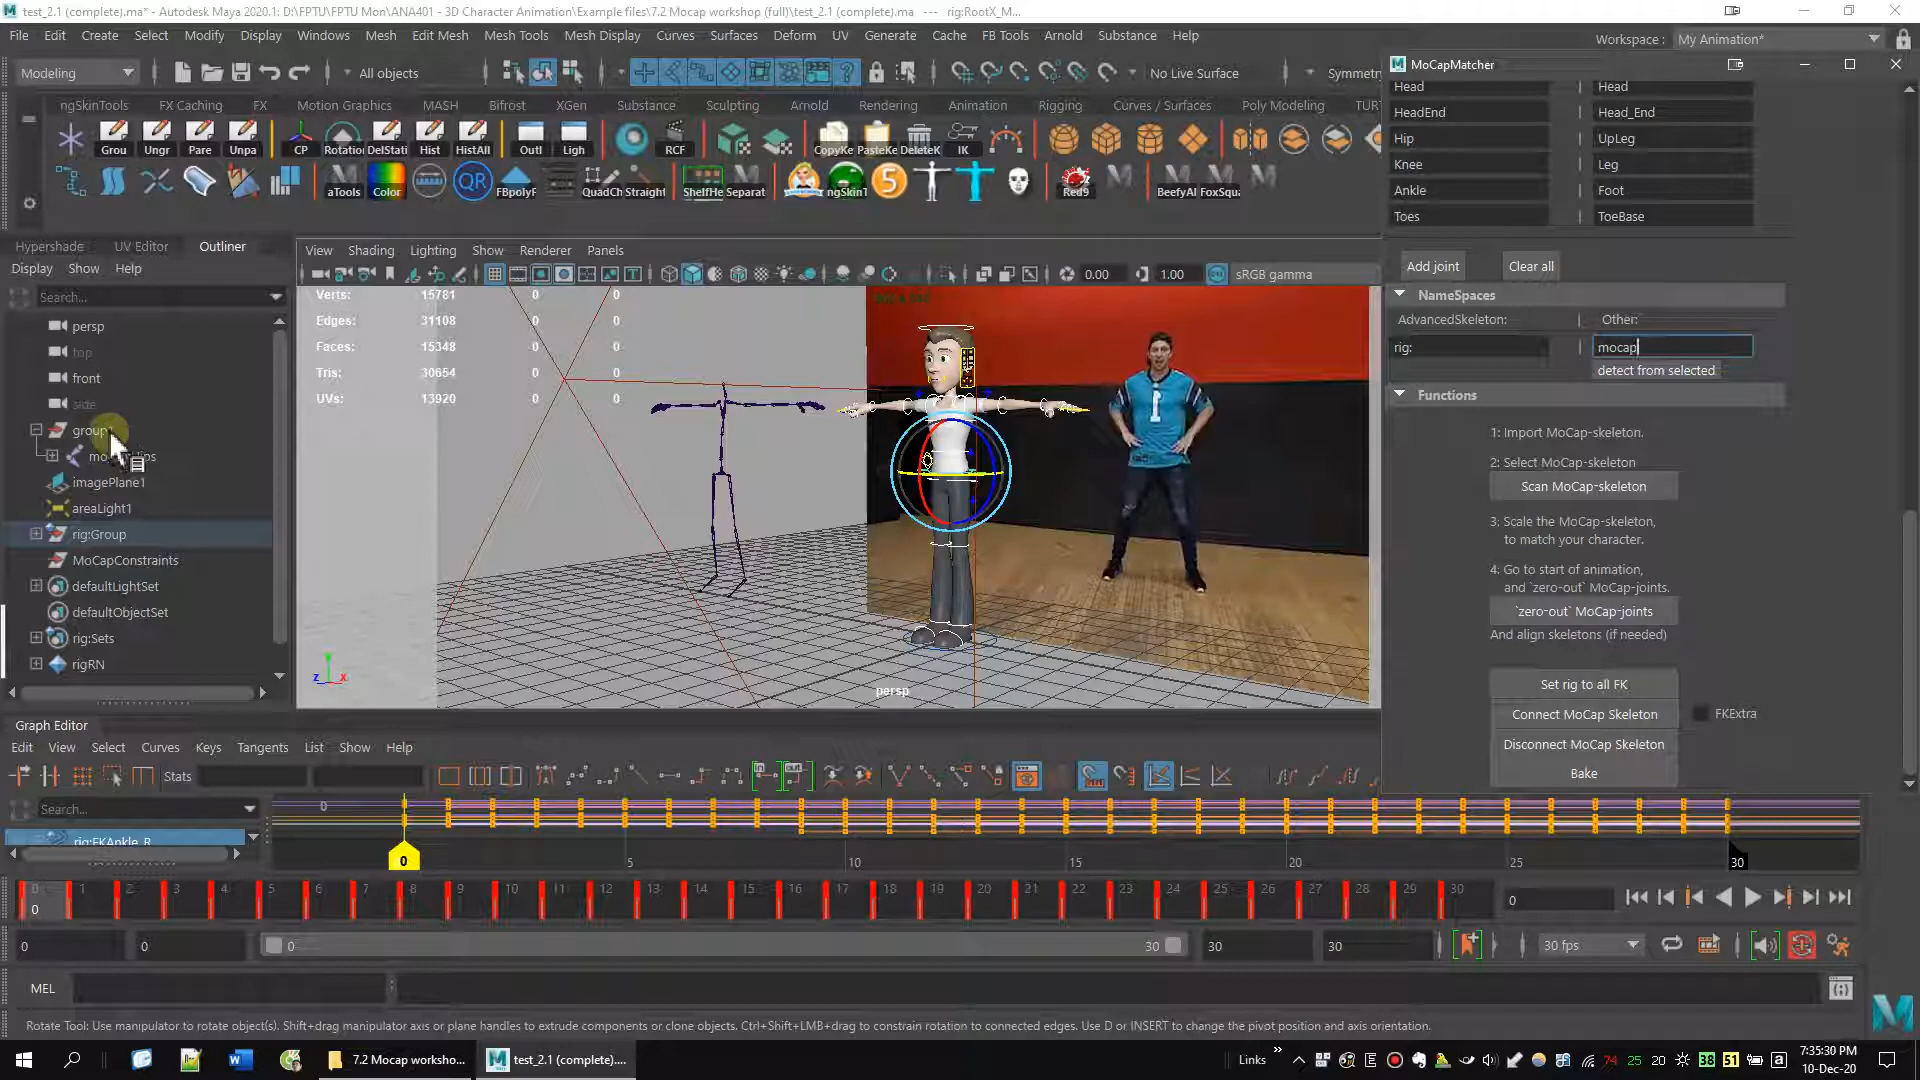 test_2.1 (complete).ma* - Autodesk Maya 2020.1: D:\FPTU\FPTU Mon\ANA401 - 3D Character Animation\Example files\7.2 Mocap workshop (full)\test_2.1 (complete).ma --- rig:RootX_M...
File Edit Create Select Modify Display Windows Mesh Edit Mesh Mesh Tools Mesh Display Curves Surfaces Deform UV Generate Cache FB Tools Arnold Substance Help
Workspace : My Animation*
Modeling All objects No Live Surface Symmetry
MoCapMatcher
ngSkinTools FX Caching FX Motion Graphics MASH Bifrost XGen Substance Sculpting Arnold Rendering Animation Rigging Curves / Surfaces Poly Modeling TUR
Grou Ungr Pare Unpa CP Rotation DelStati Hist HistAll Outl Ligh RCF CopyKe PasteKe DeleteK IK
aTools Color QR FBpolyF QuadCh Straight ShelfHe Separat ngSkinT 5 Red9 BeefyAl FoxSqu
Head Head
HeadEnd Head_End
Hip UpLeg
Knee Leg
Ankle Foot
Toes ToeBase
Add joint Clear all
NameSpaces
AdvancedSkeleton: Other:
rig: mocap
detect from selected
Functions
1: Import MoCap-skeleton.
2: Select MoCap-skeleton
Scan MoCap-skeleton
3: Scale the MoCap-skeleton,
to match your character.
4: Go to start of animation,
and `zero-out` MoCap-joints.
`zero-out` MoCap-joints
And align skeletons (if needed)
Set rig to all FK
Connect MoCap Skeleton FKExtra
Disconnect MoCap Skeleton
Bake
Hypershade UV Editor Outliner
Display Show Help
Search...
persp
top
front
side
group
imagePlane1
areaLight1
rig:Group
MoCapConstraints
defaultLightSet
defaultObjectSet
rig:Sets
rigRN
View Shading Lighting Show Renderer Panels
0.00 1.00 sRGB gamma
Verts: 15781 0 0
Edges: 31108 0 0
Faces: 15348 0 0
Tris: 30654 0 0
UVs: 13920 0 0
1
z x
persp
Graph Editor
Edit View Select Curves Keys Tangents List Show Help
Stats
Search...
rig:FKAnkle_R
0
0 5 10 15 20 25 30
0 1 2 3 4 5 6 7 8 9 10 11 12 13 14 15 16 17 18 19 20 21 22 23 24 25 26 27 28 29 30
0 0
0 0 0 30 30 30 30 fps
MEL
Rotate Tool: Use manipulator to rotate object(s). Shift+drag manipulator axis or plane handles to extrude components or clone objects. Ctrl+Shift+LMB+drag to constrain rotation to connected edges. Use D or INSERT to change the pivot position and axis orientation.
7.2 Mocap worksho... test_2.1 (complete)....
Links 74 25 20 38 51
7:35:30 PM
10-Dec-20